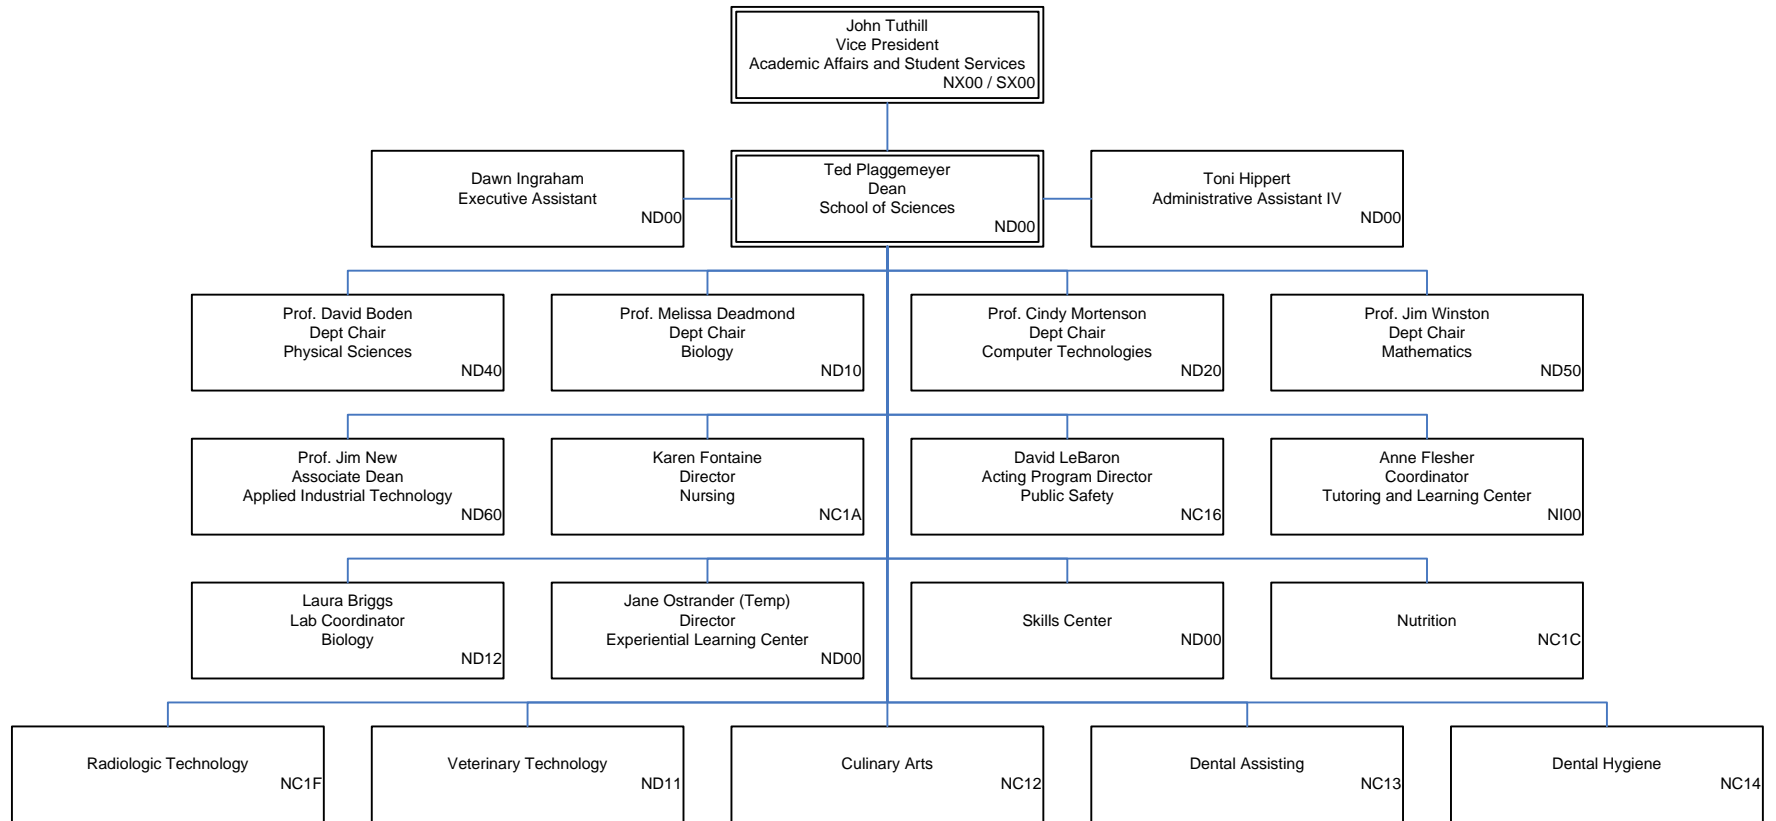 John Tuthill
Vice President
Academic Affairs and Student Services
NX00 / SX00
Dawn Ingraham
Executive Assistant
ND00
Ted Plaggemeyer
Dean
School of Sciences
ND00
Toni Hippert
Administrative Assistant IV
ND00
Prof. David Boden
Dept Chair
Physical Sciences
ND40
Prof. Melissa Deadmond
Dept Chair
Biology
ND10
Prof. Cindy Mortenson
Dept Chair
Computer Technologies
ND20
Prof. Jim Winston
Dept Chair
Mathematics
ND50
Prof. Jim New
Associate Dean
Applied Industrial Technology
ND60
Karen Fontaine
Director
Nursing
NC1A
David LeBaron
Acting Program Director
Public Safety
NC16
Anne Flesher
Coordinator
Tutoring and Learning Center
NI00
Laura Briggs
Lab Coordinator
Biology
ND12
Jane Ostrander (Temp)
Director
Experiential Learning Center
ND00
Skills Center
ND00
Nutrition
NC1C
Radiologic Technology
NC1F
Veterinary Technology
ND11
Culinary Arts
NC12
Dental Assisting
NC13
Dental Hygiene
NC14